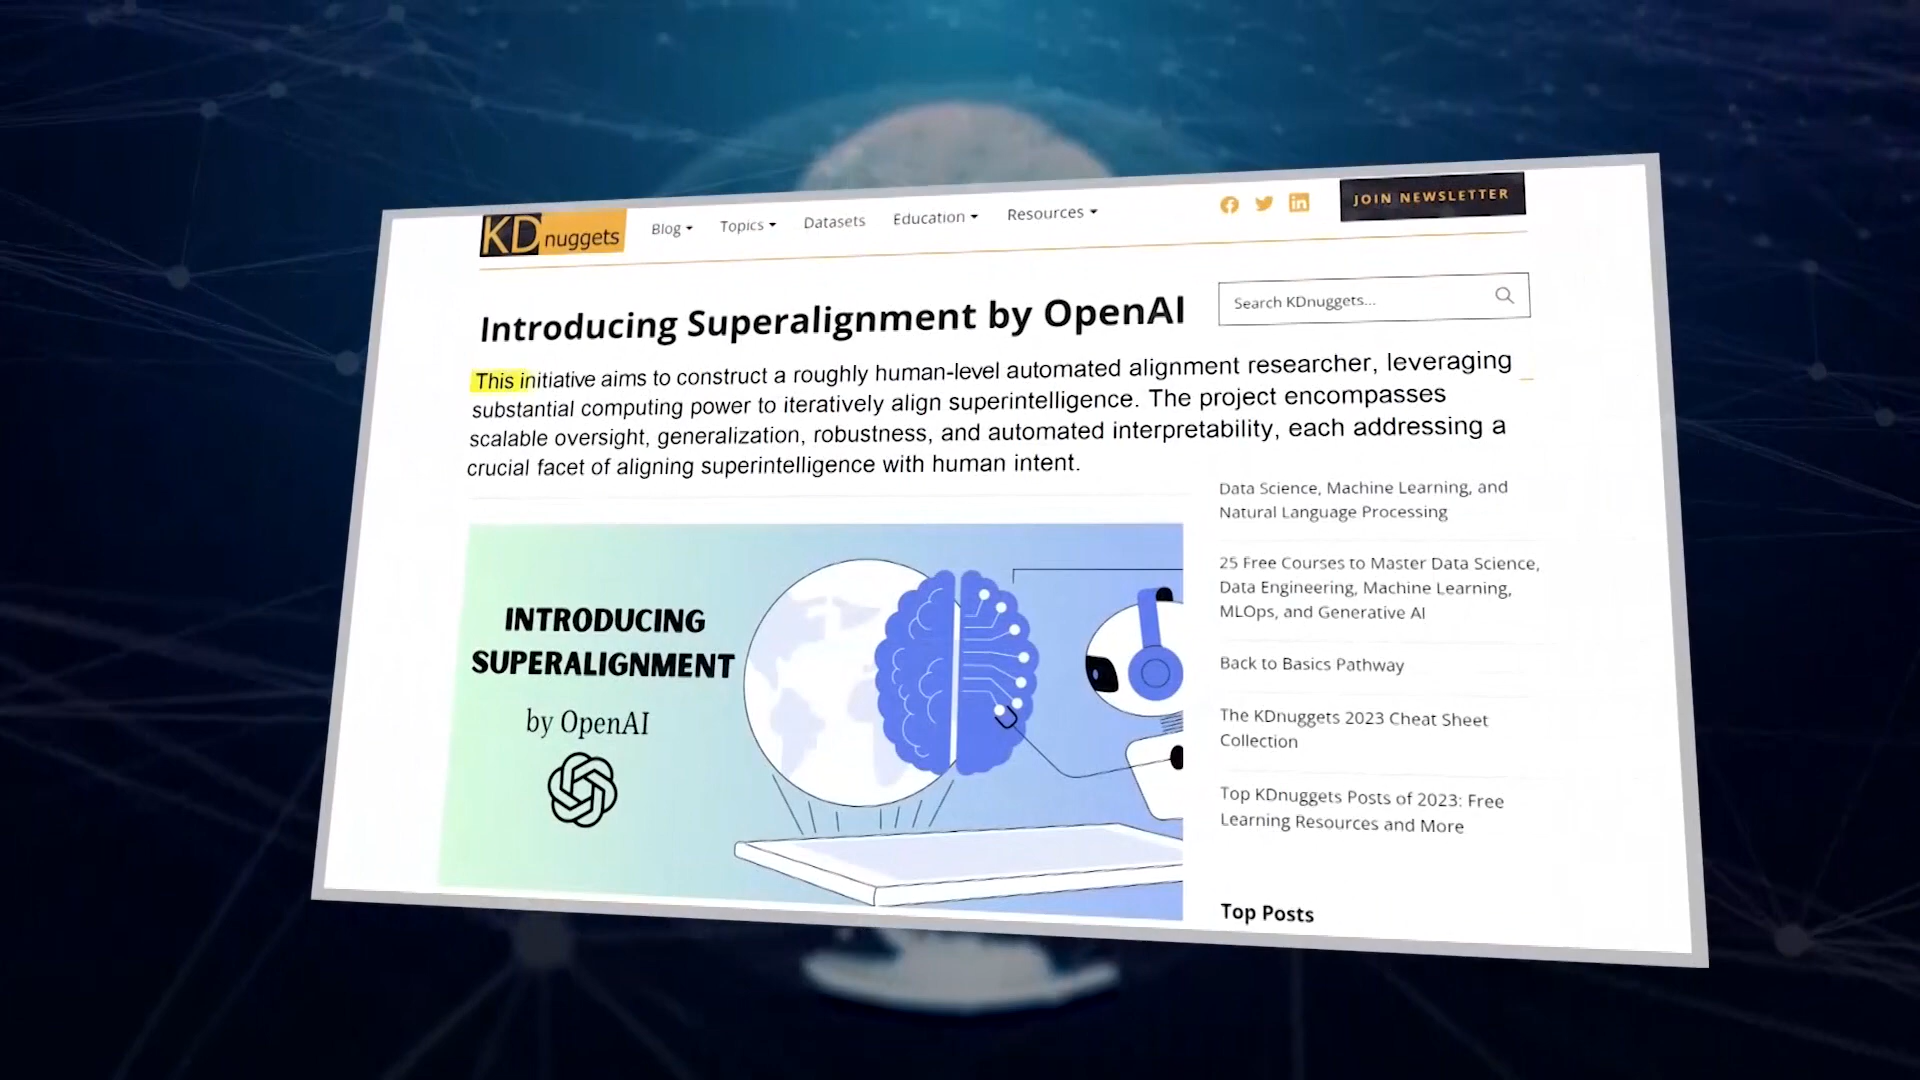 KDnuggets
Blog Topics Datasets Education Resources
JOIN NEWSLETTER
Introducing Superalignment by OpenAI
Search KDnuggets...
This initiative aims to construct a roughly human-level automated alignment researcher, leveraging
substantial computing power to iteratively align superintelligence. The project encompasses
scalable oversight, generalization, robustness, and automated interpretability, each addressing a
crucial facet of aligning superintelligence with human intent.
INTRODUCING
SUPERALIGNMENT
by OpenAI
Data Science, Machine Learning, and
Natural Language Processing
25 Free Courses to Master Data Science,
Data Engineering, Machine Learning,
MLOps, and Generative AI
Back to Basics Pathway
The KDnuggets 2023 Cheat Sheet
Collection
Top KDnuggets Posts of 2023: Free
Learning Resources and More
Top Posts